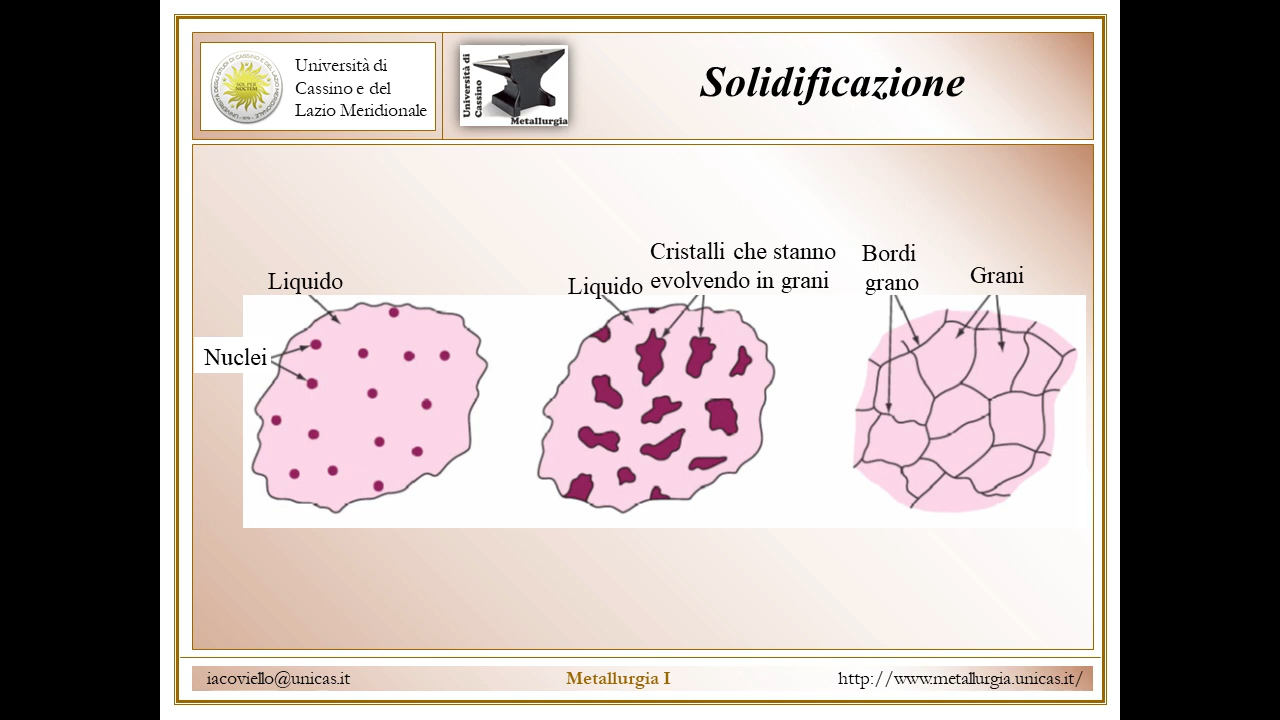 Università di
Cassino e del
Lazio Meridionale
Università di
Cassino
Metallurgia
Solidificazione
Liquido
Nuclei
Liquido
Cristalli che stanno
evolvendo in grani
Bordi
grano
Grani
iacoviello@unicas.it
Metallurgia I
http://www.metallurgia.unicas.it/